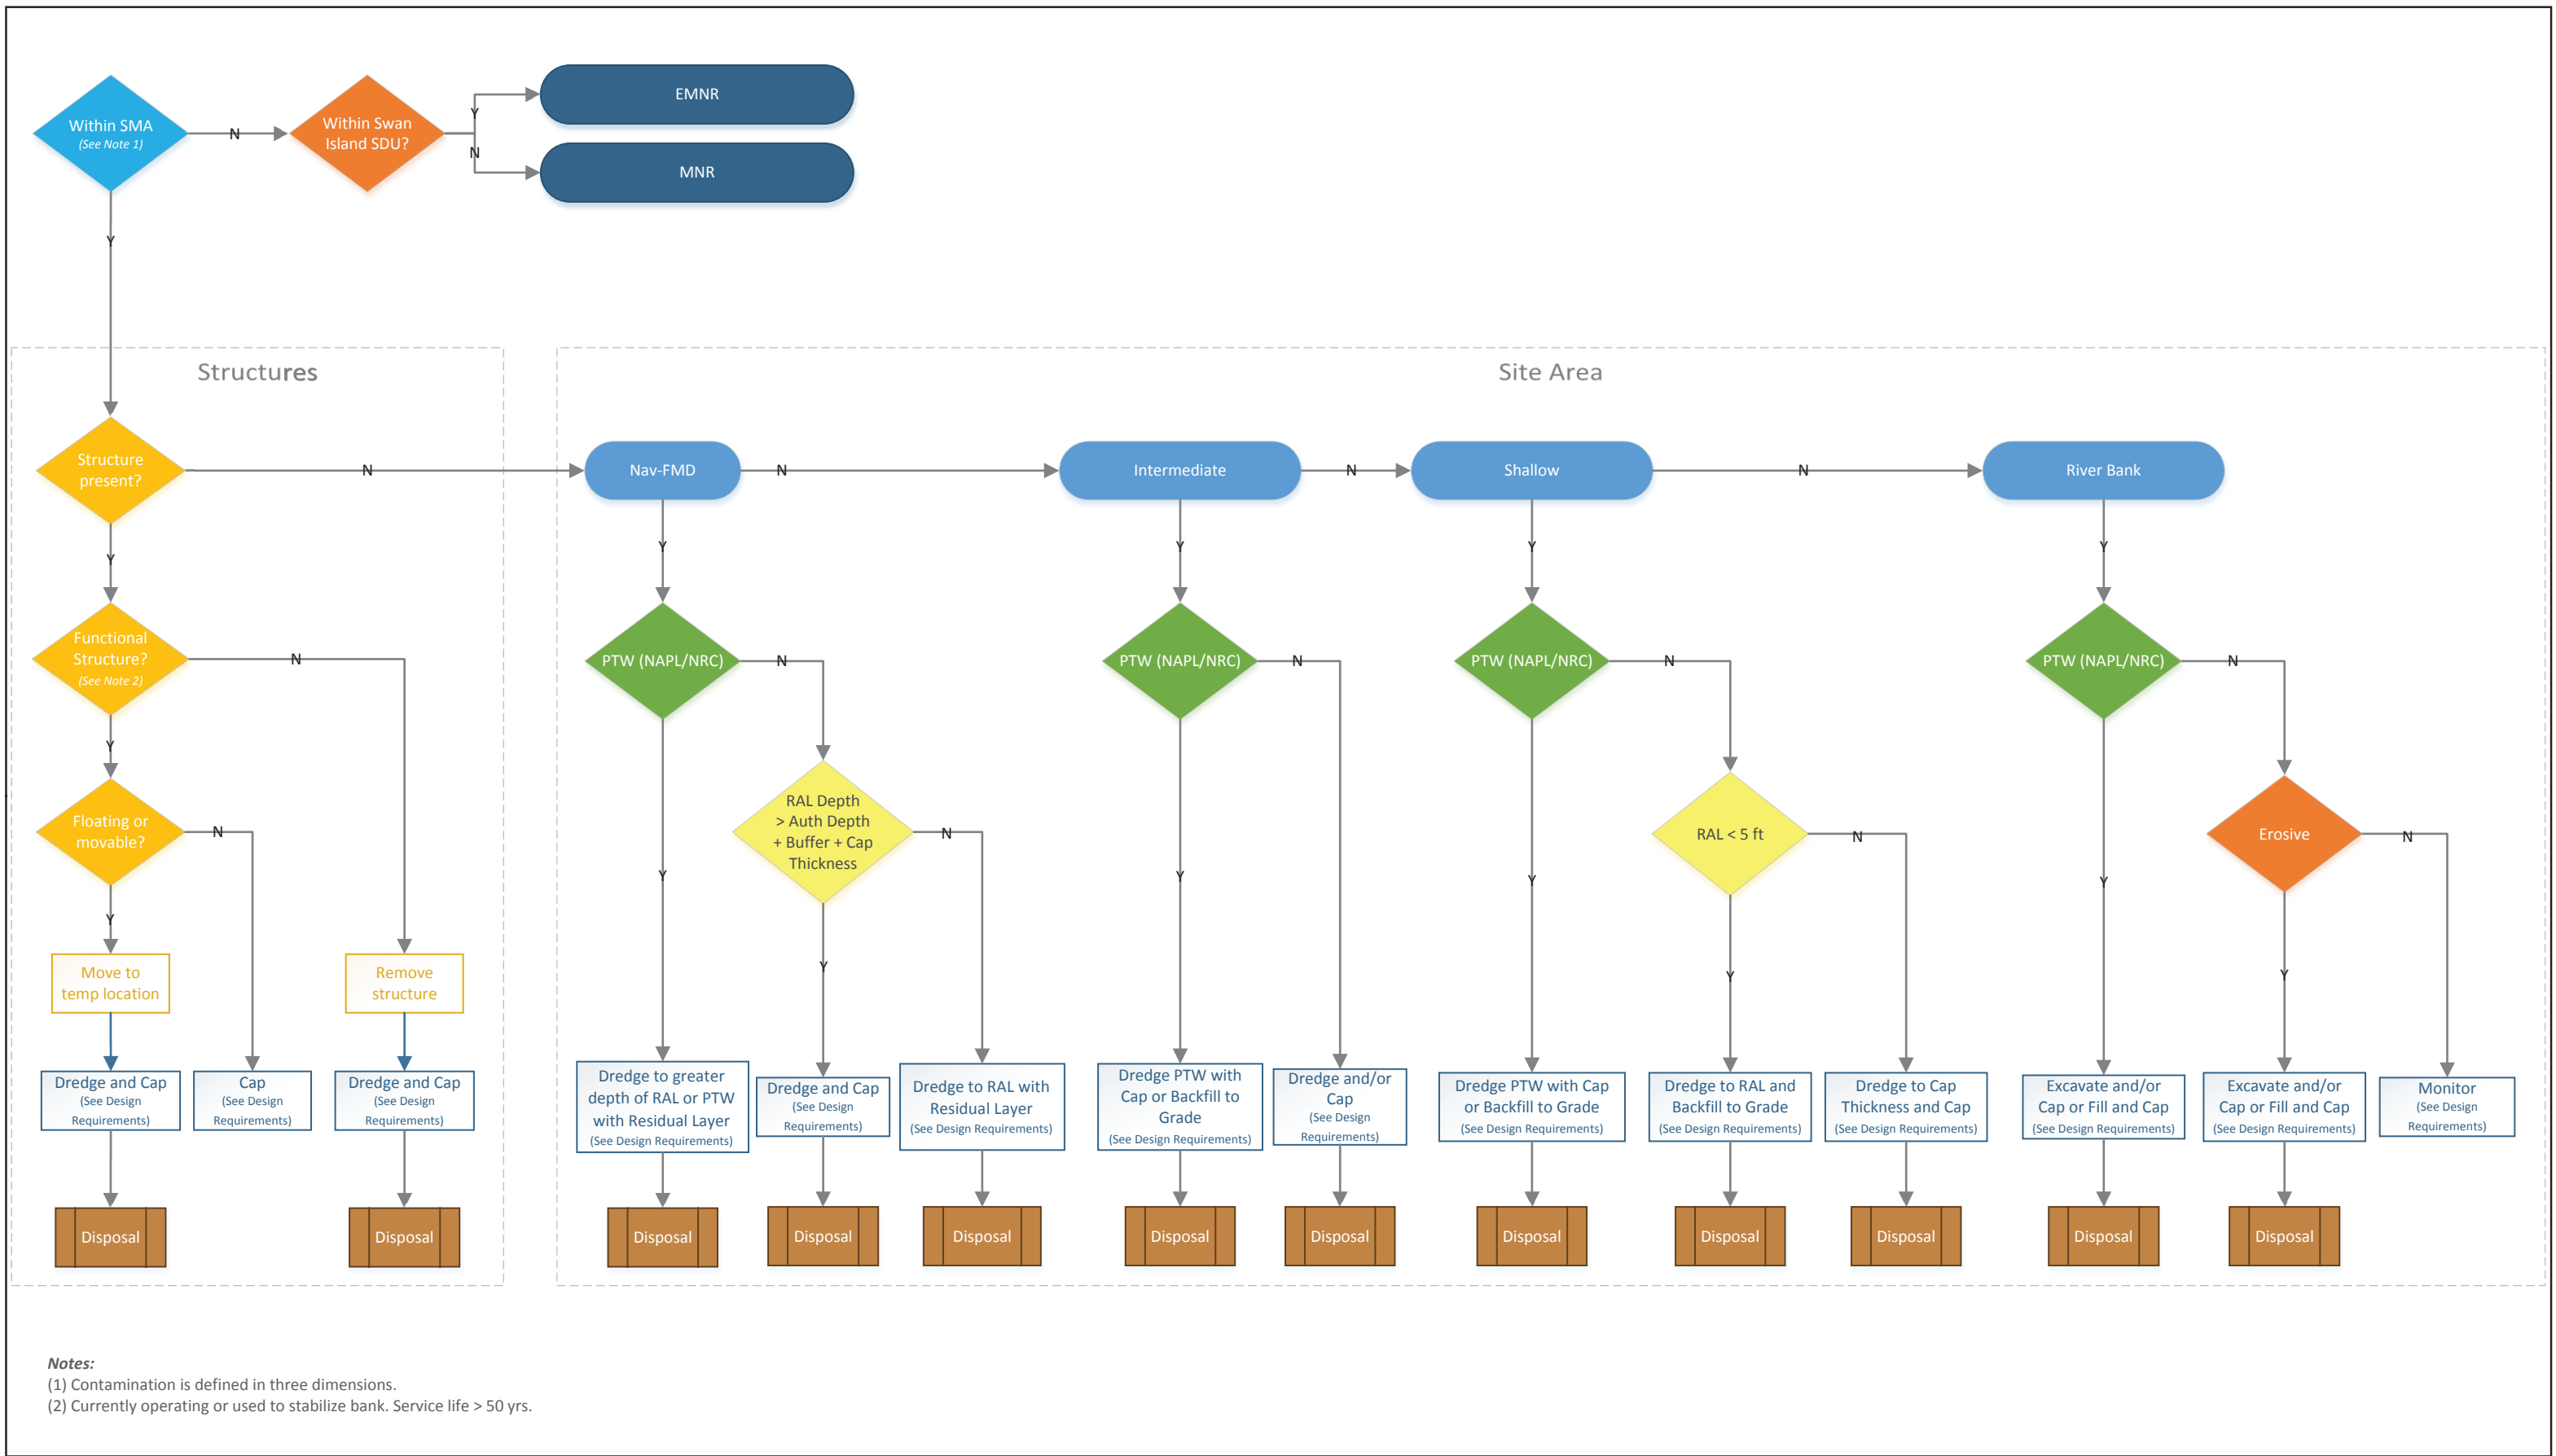 Within SMA
(See Note 1)
N
Within Swan
Island SDU?
Y
N
EMNR
MNR
Y
Structures
Site Area
Structure
present?
N
Nav-FMD
N
Intermediate
N
Shallow
N
River Bank
Y
Y
Y
Y
Y
Functional
Structure?
(See Note 2)
N
PTW (NAPL/NRC)
N
PTW (NAPL/NRC)
N
PTW (NAPL/NRC)
N
PTW (NAPL/NRC)
N
Y
Floating or
movable?
N
RAL Depth
> Auth Depth
+ Buffer + Cap
Thickness
N
RAL < 5 ft
N
Erosive
N
Y
Y
Y
Y
Y
Y
Y
Y
Move to
temp location
Remove
structure
Dredge and Cap
(See Design
Requirements)
Cap
(See Design
Requirements)
Dredge and Cap
(See Design
Requirements)
Dredge to greater
depth of RAL or PTW
with Residual Layer
(See Design Requirements)
Dredge and Cap
(See Design
Requirements)
Dredge to RAL with
Residual Layer
(See Design Requirements)
Dredge PTW with
Cap or Backfill to
Grade
(See Design Requirements)
Dredge and/or
Cap
(See Design
Requirements)
Dredge PTW with Cap
or Backfill to Grade
(See Design Requirements)
Dredge to RAL and
Backfill to Grade
(See Design Requirements)
Dredge to Cap
Thickness and Cap
(See Design Requirements)
Excavate and/or
Cap or Fill and Cap
(See Design Requirements)
Excavate and/or
Cap or Fill and Cap
(See Design Requirements)
Monitor
(See Design
Requirements)
Disposal
Disposal
Disposal
Disposal
Disposal
Disposal
Disposal
Disposal
Disposal
Disposal
Disposal
Disposal
Notes:
(1) Contamination is defined in three dimensions.
(2) Currently operating or used to stabilize bank. Service life > 50 yrs.